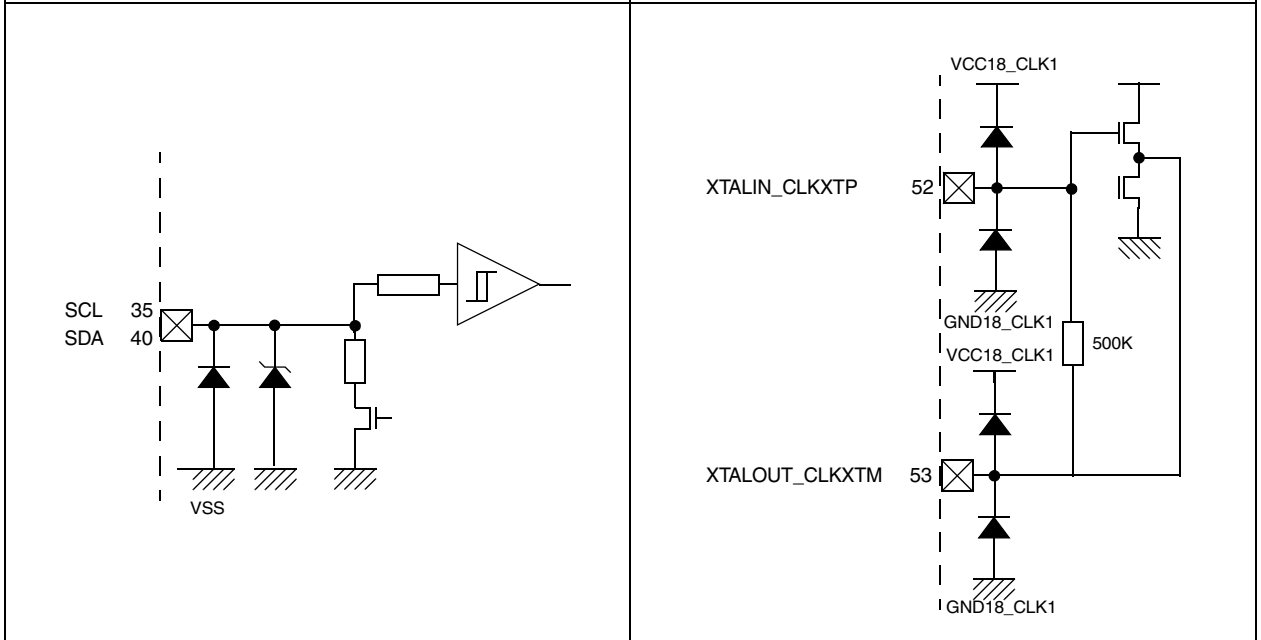 SCL 35
SDA 40
VSS
VCC18_CLK1
XTALIN_CLKXTP 52
GND18_CLK1
VCC18_CLK1
500K
XTALOUT_CLKXTM 53
GND18_CLK1